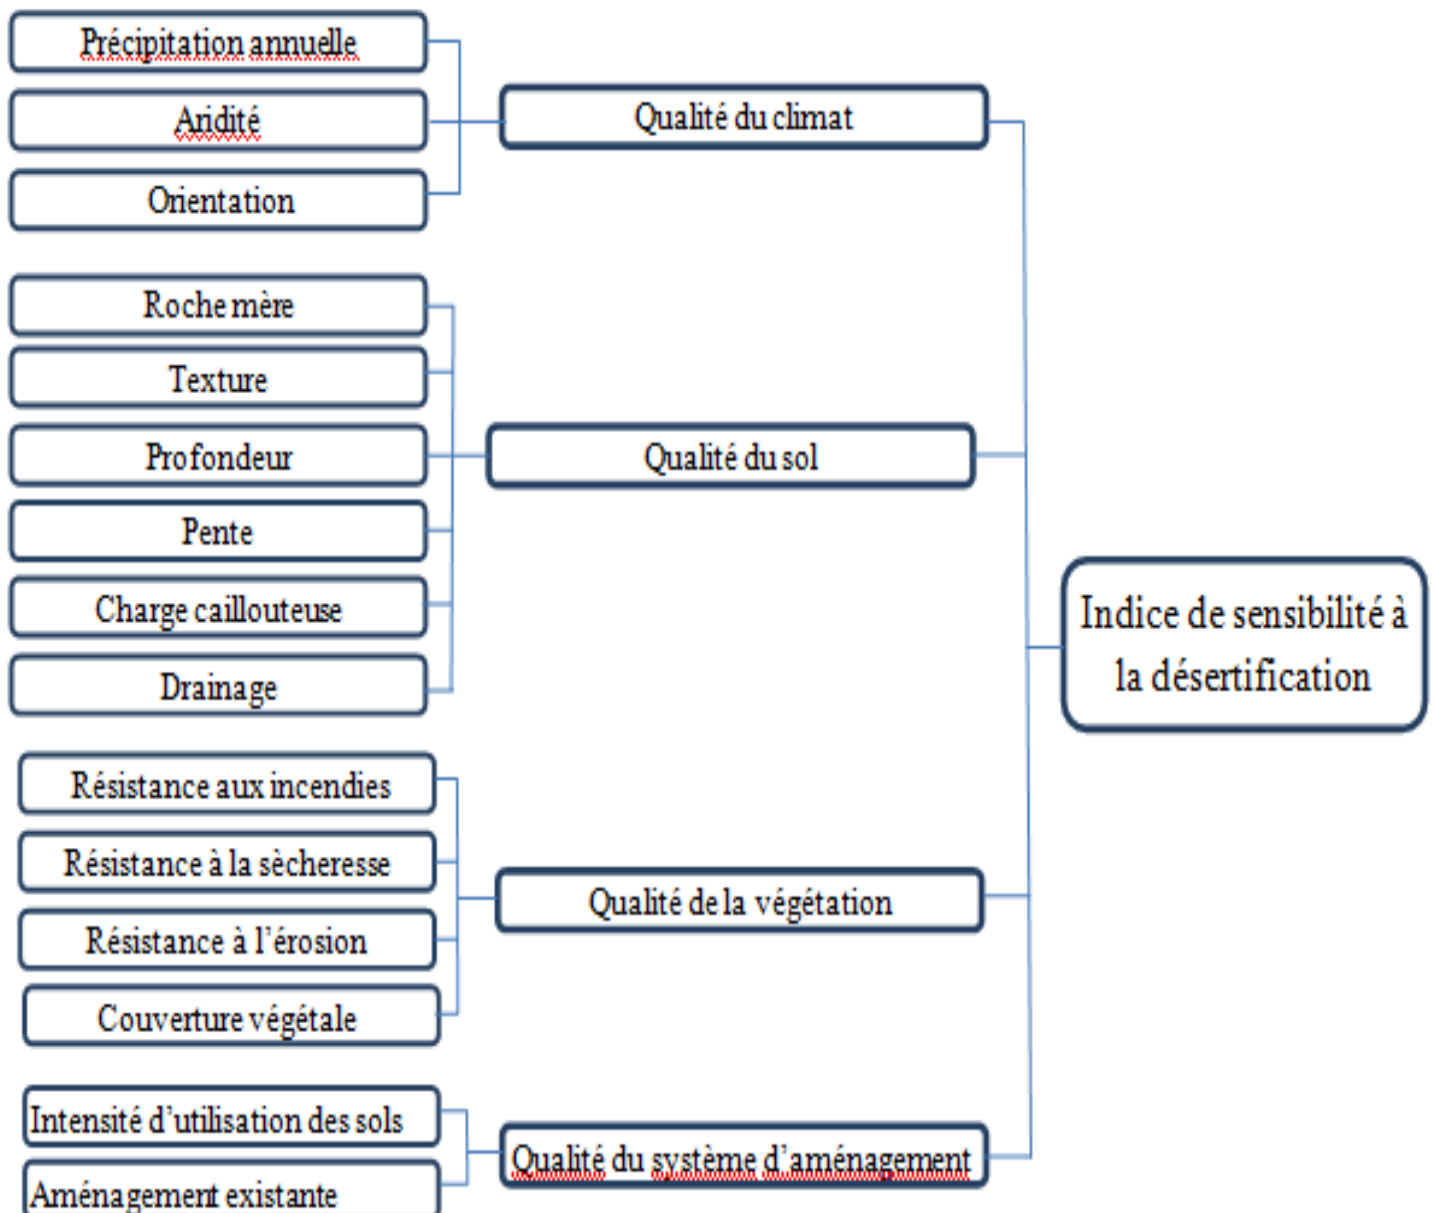 Précipitation annuelle
Aridité
Orientation
Qualité du climat
Roche mère
Texture
Profondeur
Pente
Charge caillouteuse
Drainage
Qualité du sol
Résistance aux incendies
Résistance à la sècheresse
Résistance à l'érosion
Couverture végétale
Qualité de la végétation
Intensité d'utilisation des sols
Aménagement existante
Qualité du système d'aménagement
Indice de sensibilité à
la désertification